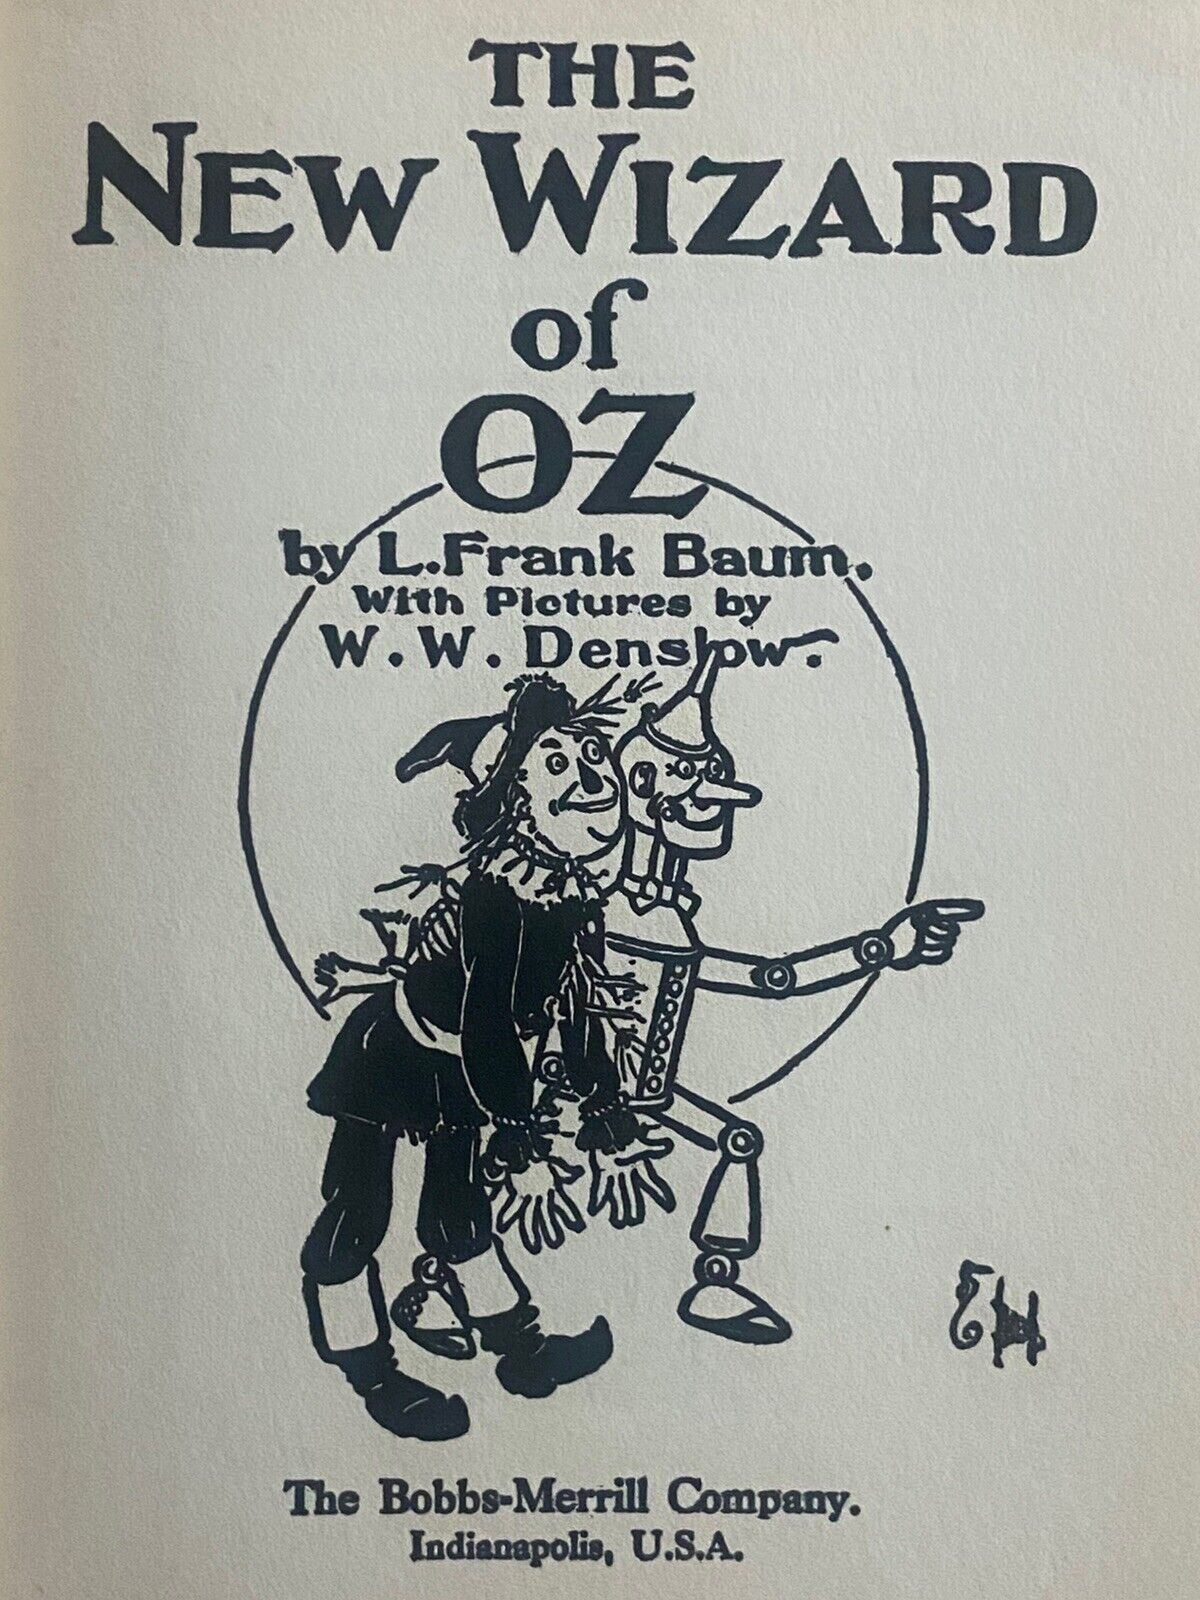 THE
NEW WIZARD
of
OZ
by L. Frank Baum.
With Pictures by
W. W. Denslow.
The Bobbs-Merrill Company.
Indianapolis, U.S.A.